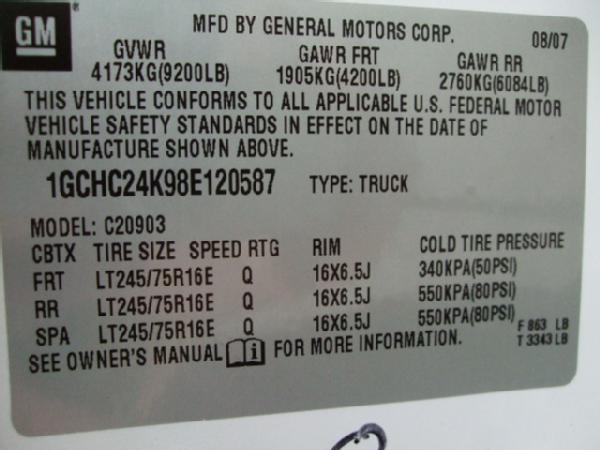 GM
MFD BY GENERAL MOTORS CORP. 08/07
GVWR GAWR FRT GAWR RR
4173KG(9200LB) 1905KG(4200LB) 2760KG(6084LB)
THIS VEHICLE CONFORMS TO ALL APPLICABLE U.S. FEDERAL MOTOR
VEHICLE SAFETY STANDARDS IN EFFECT ON THE DATE OF
MANUFACTURE SHOWN ABOVE.
1GCHC24K98E120587 TYPE: TRUCK
MODEL: C20903
CBTX TIRE SIZE SPEED RTG RIM COLD TIRE PRESSURE
FRT LT245/75R16E Q 16X6.5J 340KPA(50PSI)
RR LT245/75R16E Q 16X6.5J 550KPA(80PSI)
SPA LT245/75R16E Q 16X6.5J 550KPA(80PSI) F 863 LB
T 3343 LB
SEE OWNER'S MANUAL i FOR MORE INFORMATION.